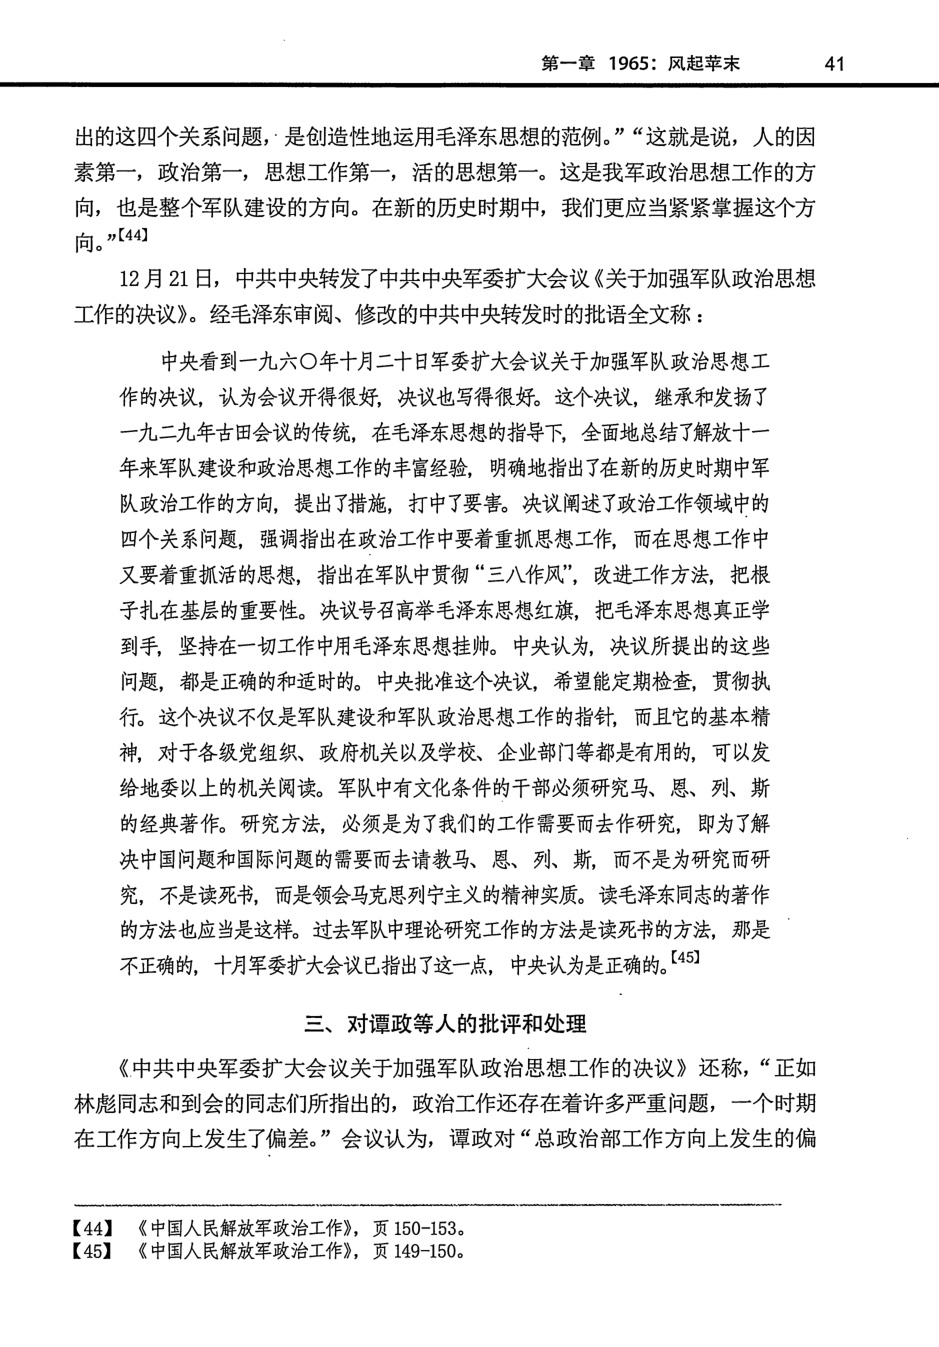 第一章 1965：风起苹末 41
出的这四个关系问题，是创造性地运用毛泽东思想的范例。”“这就是说，人的因
素第一，政治第一，思想工作第一，活的思想第一。这是我军政治思想工作的方
向，也是整个军队建设的方向。在新的历史时期中，我们更应当紧紧掌握这个方
向。”【44】
12月21日，中共中央转发了中共中央军委扩大会议《关于加强军队政治思想
工作的决议》。经毛泽东审阅、修改的中共中央转发时的批语全文称：
中央看到一九六〇年十月二十日军委扩大会议关于加强军队政治思想工
作的决议，认为会议开得很好，决议也写得很好。这个决议，继承和发扬了
一九二九年古田会议的传统，在毛泽东思想的指导下，全面地总结了解放十一
年来军队建设和政治思想工作的丰富经验，明确地指出了在新的历史时期中军
队政治工作的方向，提出了措施，打中了要害。决议阐述了政治工作领域中的
四个关系问题，强调指出在政治工作中要着重抓思想工作，而在思想工作中
又要着重抓活的思想，指出在军队中贯彻“三八作风”，改进工作方法，把根
子扎在基层的重要性。决议号召高举毛泽东思想红旗，把毛泽东思想真正学
到手，坚持在一切工作中用毛泽东思想挂帅。中央认为，决议所提出的这些
问题，都是正确的和适时的。中央批准这个决议，希望能定期检查，贯彻执
行。这个决议不仅是军队建设和军队政治思想工作的指针，而且它的基本精
神，对于各级党组织、政府机关以及学校、企业部门等都是有用的，可以发
给地委以上的机关阅读。军队中有文化条件的干部必须研究马、恩、列、斯
的经典著作。研究方法，必须是为了我们的工作需要而去作研究，即为了解
决中国问题和国际问题的需要而去请教马、恩、列、斯，而不是为研究而研
究，不是读死书，而是领会马克思列宁主义的精神实质。读毛泽东同志的著作
的方法也应当是这样。过去军队中理论研究工作的方法是读死书的方法，那是
不正确的，十月军委扩大会议已指出了这一点，中央认为是正确的。【45】
三、对谭政等人的批评和处理
《中共中央军委扩大会议关于加强军队政治思想工作的决议》还称，“正如
林彪同志和到会的同志们所指出的，政治工作还存在着许多严重问题，一个时期
在工作方向上发生了偏差。”会议认为，谭政对“总政治部工作方向上发生的偏
【44】 《中国人民解放军政治工作》，页150-153。
【45】 《中国人民解放军政治工作》，页149-150。